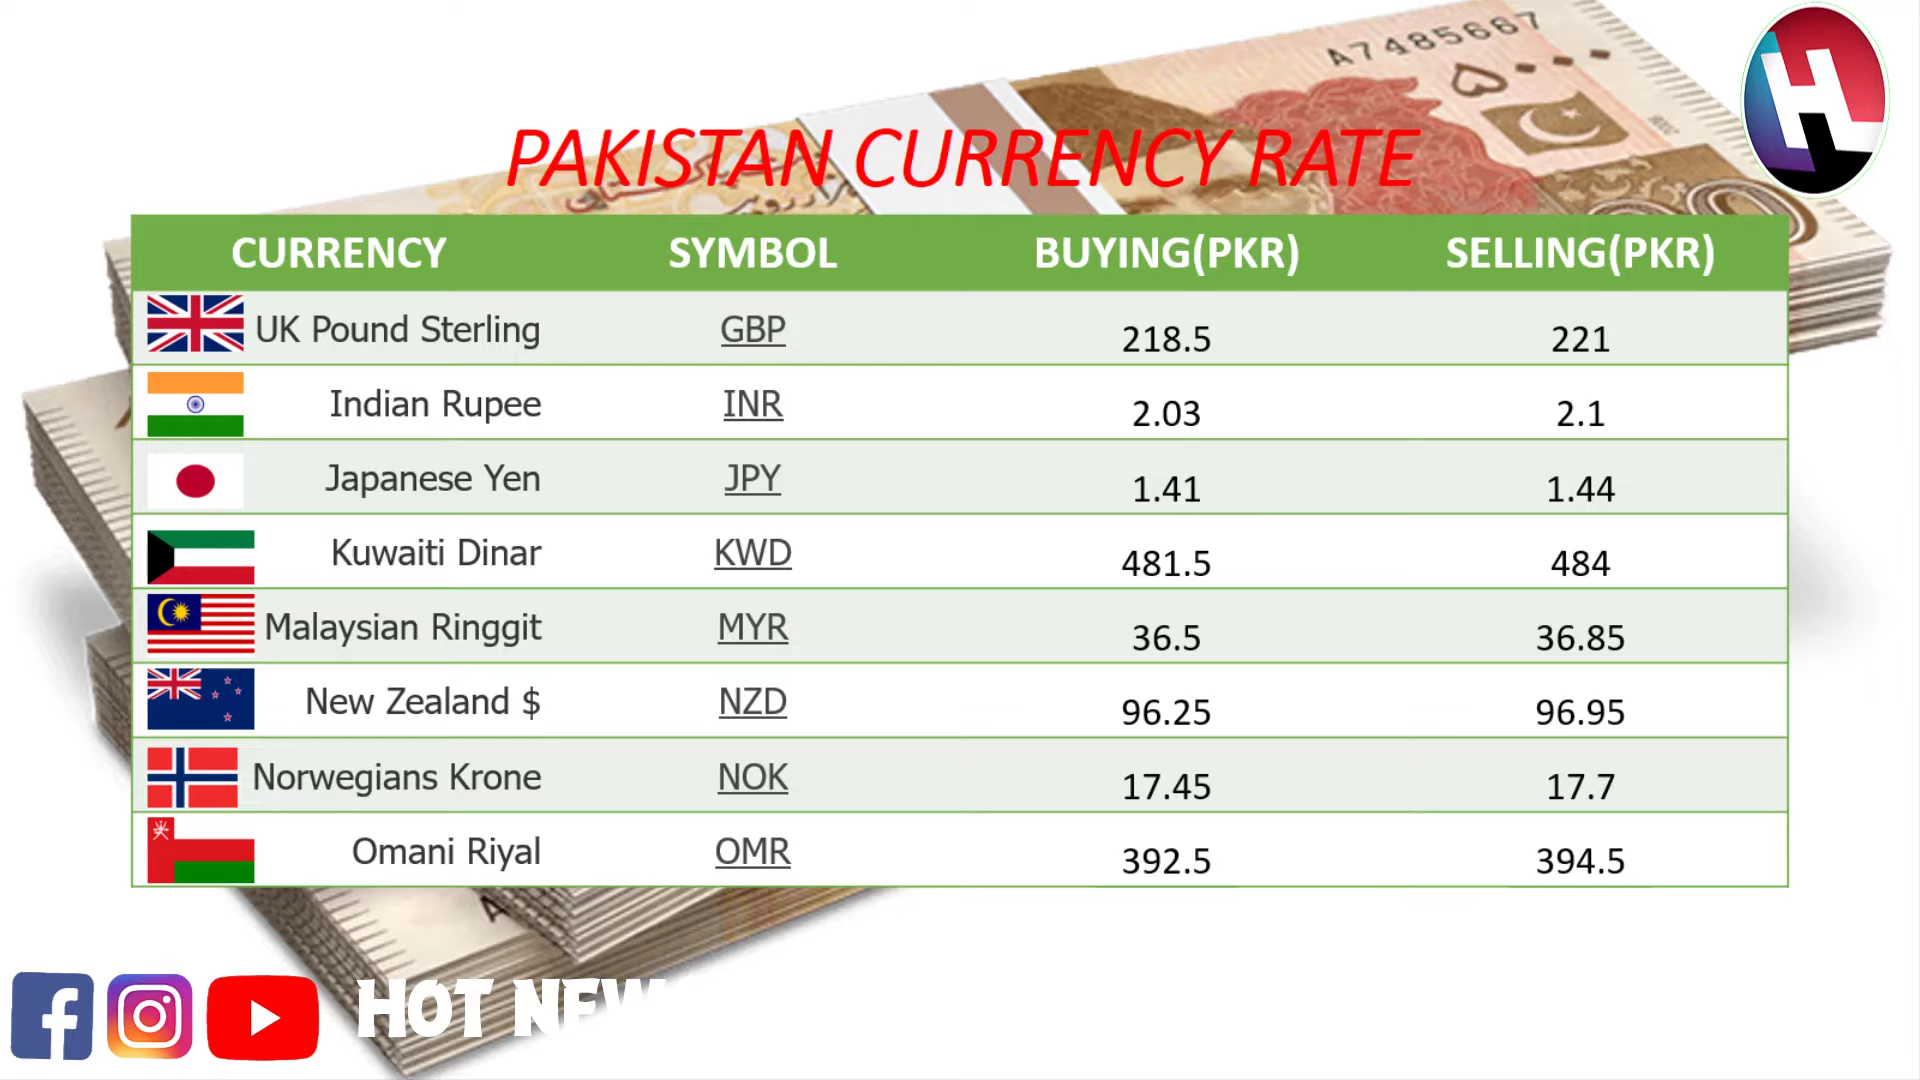 A7485667
۵۰۰۰
PAKISTAN CURRENCY RATE
CURRENCY SYMBOL BUYING(PKR) SELLING(PKR)
UK Pound Sterling GBP 218.5 221
Indian Rupee INR 2.03 2.1
Japanese Yen JPY 1.41 1.44
Kuwaiti Dinar KWD 481.5 484
Malaysian Ringgit MYR 36.5 36.85
New Zealand $ NZD 96.25 96.95
Norwegians Krone NOK 17.45 17.7
Omani Riyal OMR 392.5 394.5
HOT NEW